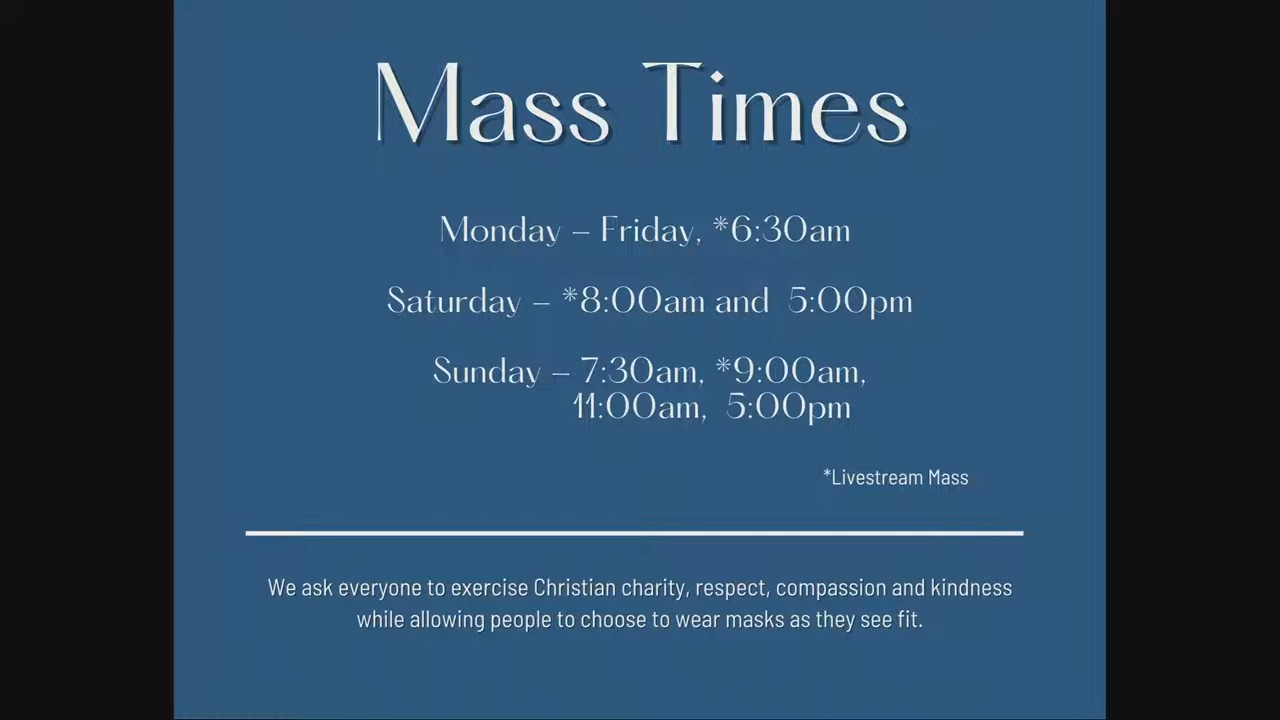 Mass Times
Monday – Friday, *6:30am
Saturday – *8:00am and 5:00pm
Sunday – 7:30am, *9:00am,
11:00am, 5:00pm
*Livestream Mass
We ask everyone to exercise Christian charity, respect, compassion and kindness
while allowing people to choose to wear masks as they see fit.